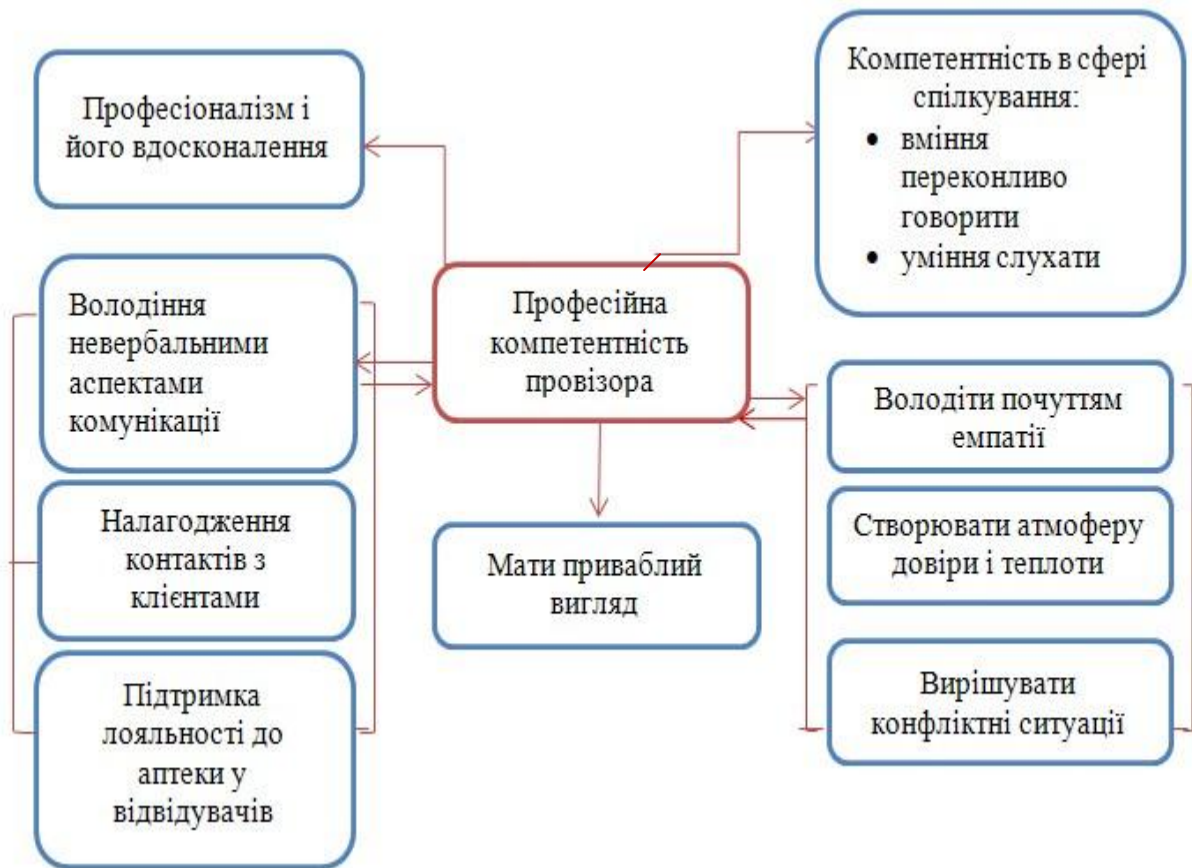 Професіоналізм і
його вдосконалення
Компетентність в сфері
спілкування:
• вміння
переконливо
говорити
• уміння слухати
Володіння
невербальними
аспектами
комунікації
Професійна
компетентність
провізора
Володіти почуттям
емпатії
Налагодження
контактів з
клієнтами
Мати приваблий
вигляд
Створювати атмоферу
довіри і теплоти
Підтримка
лояльності до
аптеки у
відвідувачів
Вирішувати
конфліктні ситуації